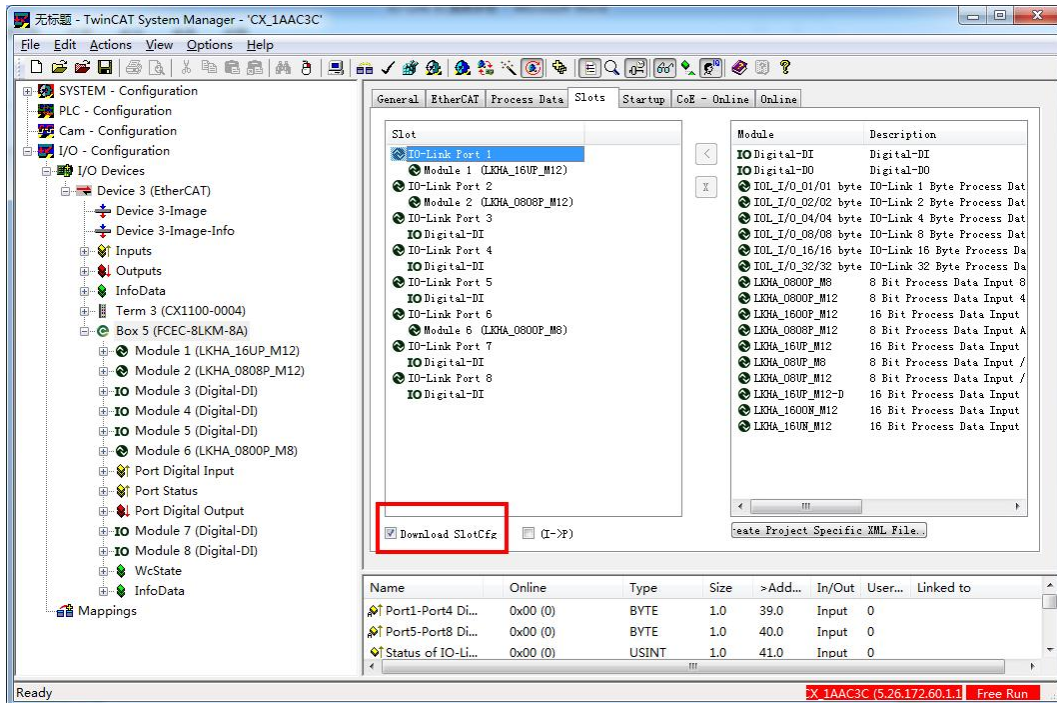 无标题 - TwinCAT System Manager - 'CX_1AAC3C'
File Edit Actions View Options Help
SYSTEM - Configuration
PLC - Configuration
Cam - Configuration
I/O - Configuration
I/O Devices
Device 3 (EtherCAT)
Device 3-Image
Device 3-Image-Info
Inputs
Outputs
InfoData
Term 3 (CX1100-0004)
Box 5 (FCEC-8LKM-8A)
Module 1 (LKHA_16UP_M12)
Module 2 (LKHA_0808P_M12)
IO Module 3 (Digital-DI)
IO Module 4 (Digital-DI)
IO Module 5 (Digital-DI)
Module 6 (LKHA_0800P_M8)
Port Digital Input
Port Status
Port Digital Output
IO Module 7 (Digital-DI)
IO Module 8 (Digital-DI)
WcState
InfoData
Mappings
General EtherCAT Process Data Slots Startup CoE - Online Online
Slot
IO-Link Port 1
Module 1 (LKHA_16UP_M12)
IO-Link Port 2
Module 2 (LKHA_0808P_M12)
IO-Link Port 3
IO Digital-DI
IO-Link Port 4
IO Digital-DI
IO-Link Port 5
IO Digital-DI
IO-Link Port 6
Module 6 (LKHA_0800P_M8)
IO-Link Port 7
IO Digital-DI
IO-Link Port 8
IO Digital-DI
<
X
Module Description
IO Digital-DI Digital-DI
IO Digital-DO Digital-DO
IOL_I/O_01/01 byte IO-Link 1 Byte Process Dat
IOL_I/O_02/02 byte IO-Link 2 Byte Process Dat
IOL_I/O_04/04 byte IO-Link 4 Byte Process Dat
IOL_I/O_08/08 byte IO-Link 8 Byte Process Dat
IOL_I/O_16/16 byte IO-Link 16 Byte Process Da
IOL_I/O_32/32 byte IO-Link 32 Byte Process Da
LKHA_0800P_M8 8 Bit Process Data Input 8
LKHA_0800P_M12 8 Bit Process Data Input 4
LKHA_1600P_M12 16 Bit Process Data Input
LKHA_0808P_M12 8 Bit Process Data Input A
LKHA_16UP_M12 16 Bit Process Data Input
LKHA_08UP_M8 8 Bit Process Data Input /
LKHA_08UP_M12 8 Bit Process Data Input /
LKHA_16UP_M12-D 16 Bit Process Data Input
LKHA_1600N_M12 16 Bit Process Data Input
LKHA_16UN_M12 16 Bit Process Data Input
Download SlotCfg (I->P) eate Project Specific XML File..
Name Online Type Size >Add... In/Out User... Linked to
Port1-Port4 Di... 0x00 (0) BYTE 1.0 39.0 Input 0
Port5-Port8 Di... 0x00 (0) BYTE 1.0 40.0 Input 0
Status of IO-Li... 0x00 (0) USINT 1.0 41.0 Input 0
Ready CX_1AAC3C (5.26.172.60.1.1 Free Run